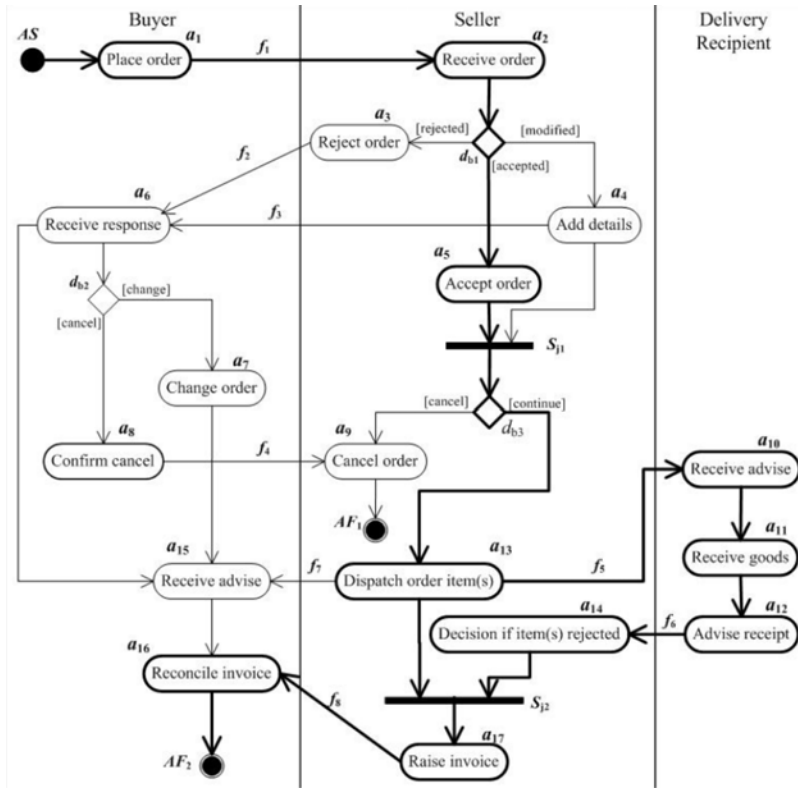 Buyer
Seller
Delivery
Recipient
AS
a1
f1
a2
Place order
Receive order
a3
[rejected]
[modified]
Reject order
db1
[accepted]
f2
a6
f3
a4
Receive response
Add details
a5
db2
[change]
Accept order
[cancel]
Sj1
a7
Change order
[cancel]
[continue]
a8
a9
db3
a10
Confirm cancel
f4
Cancel order
Receive advise
AF1
a11
a15
a13
Receive goods
f7
f5
Receive advise
Dispatch order item(s)
a14
a12
Decision if item(s) rejected
f6
Advise receipt
a16
Reconcile invoice
f8
Sj2
a17
AF2
Raise invoice